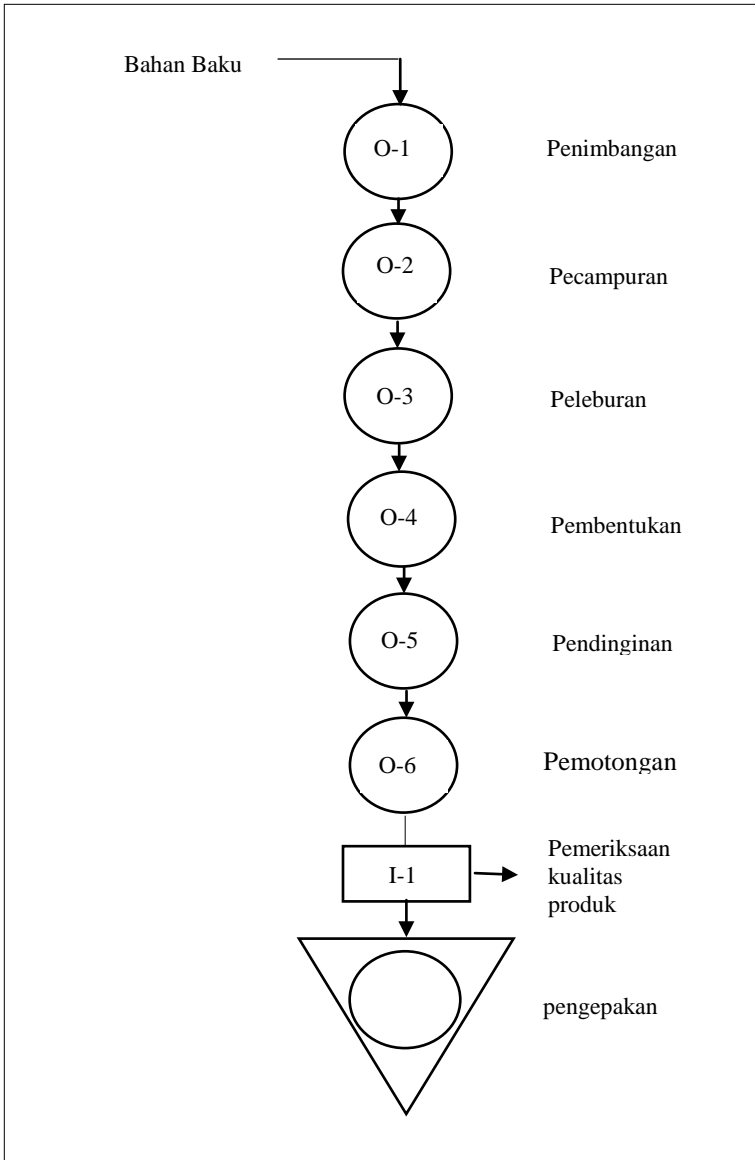 Bahan Baku
O-1
Penimbangan
O-2
Pecampuran
O-3
Peleburan
O-4
Pembentukan
O-5
Pendinginan
O-6
Pemotongan
I-1
Pemeriksaan
kualitas
produk
pengepakan